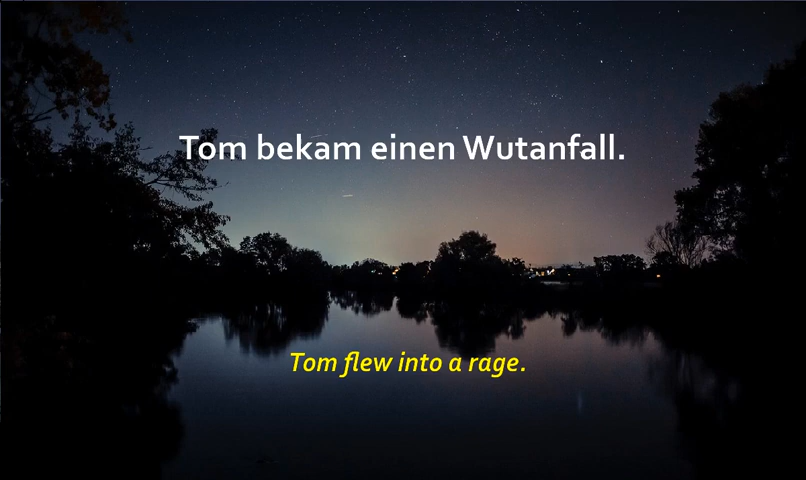 Tom bekam einen Wutanfall.
Tom flew into a rage.